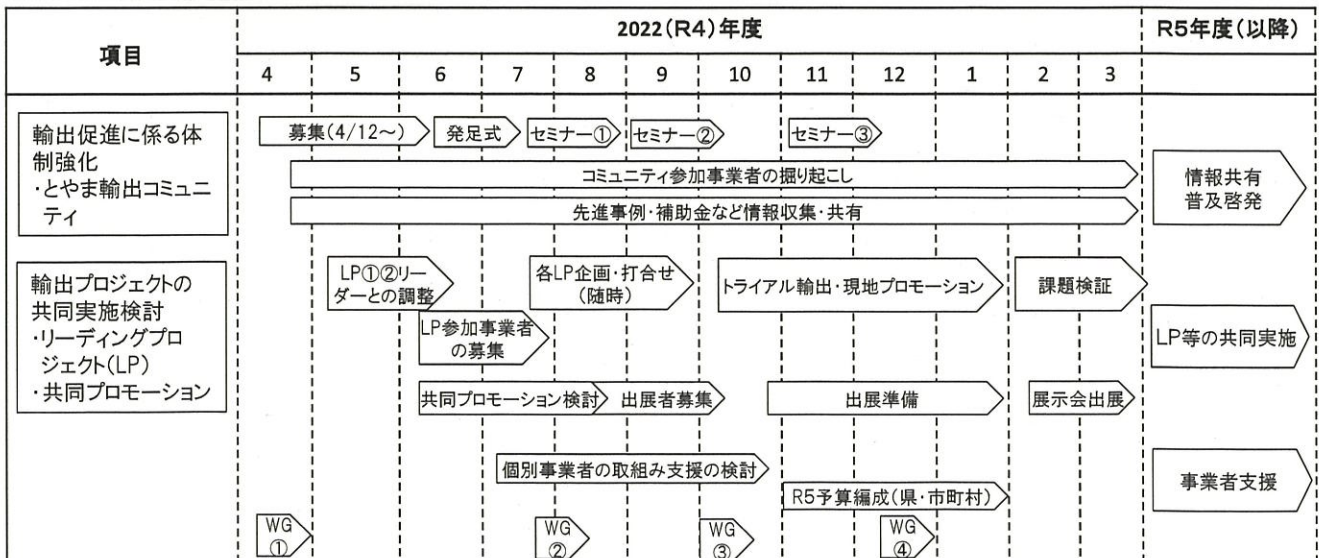 項目
2022(R4)年度
R5年度(以降)
4 5 6 7 8 9 10 11 12 1 2 3
輸出促進に係る体
制強化
・とやま輸出コミュニ
ティ
募集(4/12~)
発足式
セミナー①
セミナー②
セミナー③
コミュニティ参加事業者の掘り起こし
先進事例・補助金など情報収集・共有
情報共有
普及啓発
輸出プロジェクトの
共同実施検討
・リーディングプロ
ジェクト(LP)
・共同プロモーション
LP①②リー
ダーとの調整
各LP企画・打合せ
(随時)
トライアル輸出・現地プロモーション
課題検証
LP参加事業者
の募集
LP等の共同実施
共同プロモーション検討
出展者募集
出展準備
展示会出展
個別事業者の取組み支援の検討
R5予算編成(県・市町村)
事業者支援
WG
①
WG
②
WG
③
WG
④